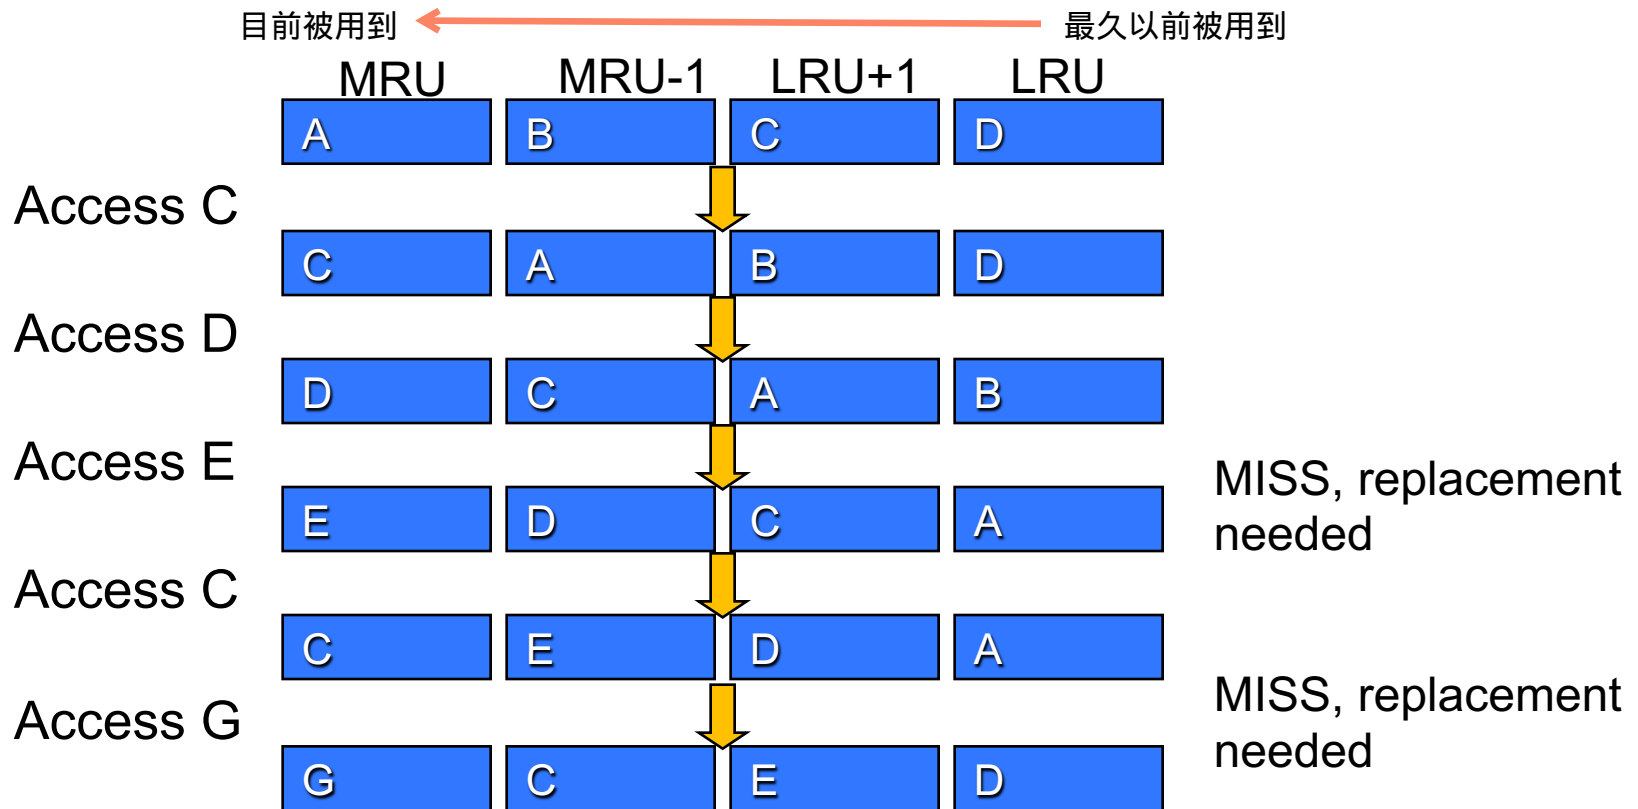 目前被用到 最久以前被用到
MRU MRU-1 LRU+1 LRU
A B C D
Access C
C A B D
Access D
D C A B
Access E
MISS, replacement
needed
E D C A
Access C
C E D A
Access G
MISS, replacement
needed
G C E D